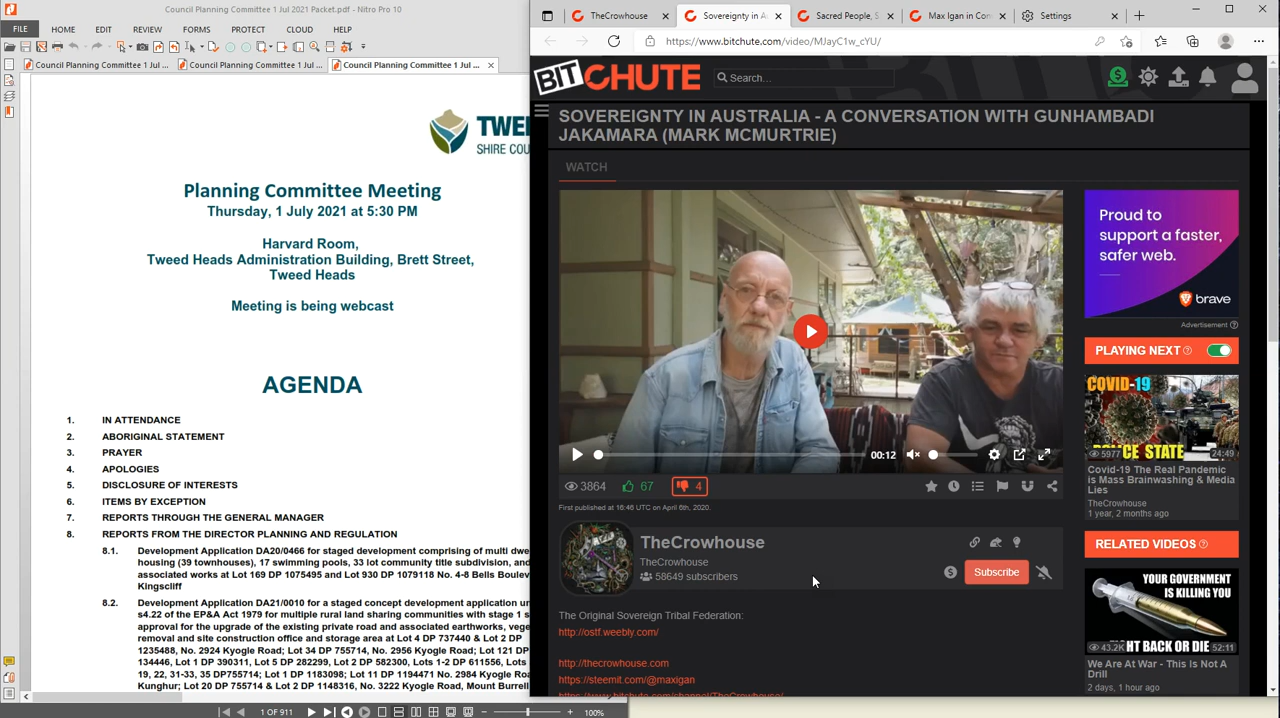 Council Planning Committee 1 Jul 2021 Packet.pdf - Nitro Pro 10
FILE HOME EDIT REVIEW FORMS PROTECT CLOUD HELP
Council Planning Committee 1 Jul ...
Council Planning Committee 1 Jul ...
Council Planning Committee 1 Jul ...
TWE
SHIRE COU
Planning Committee Meeting
Thursday, 1 July 2021 at 5:30 PM
Harvard Room,
Tweed Heads Administration Building, Brett Street,
Tweed Heads
Meeting is being webcast
AGENDA
1. IN ATTENDANCE
2. ABORIGINAL STATEMENT
3. PRAYER
4. APOLOGIES
5. DISCLOSURE OF INTERESTS
6. ITEMS BY EXCEPTION
7. REPORTS THROUGH THE GENERAL MANAGER
8. REPORTS FROM THE DIRECTOR PLANNING AND REGULATION
8.1. Development Application DA20/0466 for staged development comprising of multi dwe
housing (39 townhouses), 17 swimming pools, 33 lot community title subdivision, and
associated works at Lot 169 DP 1075495 and Lot 930 DP 1079118 No. 4-8 Bells Boulev
Kingscliff
8.2. Development Application DA21/0010 for a staged concept development application un
s4.22 of the EP&A Act 1979 for multiple rural land sharing communities with stage 1 s
approval for the upgrade of the existing private road and associated earthworks, vege
removal and site construction office and storage area at Lot 4 DP 737440 & Lot 2 DP
1235488, No. 2924 Kyogle Road; Lot 34 DP 755714, No. 2956 Kyogle Road, Lot 121 DP
134446, Lot 1 DP 390311, Lot 5 DP 282299, Lot 2 DP 582300, Lots 1-2 DP 611556, Lots
19, 22, 31-33, 35 DP755714; Lot 1 DP 1183098; Lot 11 DP 1194471 No. 2984 Kyogle Road
Kunghur; Lot 20 DP 755714 & Lot 2 DP 1148316, No. 3222 Kyogle Road, Mount Burrell
1 OF 911
100%
TheCrowhouse
Sovereignty in Au
Sacred People, S
Max Igan in Con
Settings
https://www.bitchute.com/video/MJayC1w_cYU/
BITCHUTE
Search...
SOVEREIGNTY IN AUSTRALIA - A CONVERSATION WITH GUNHAMBADI
JAKAMARA (MARK MCMURTRIE)
WATCH
00:12
3864 67 4
First published at 16:46 UTC on April 6th, 2020.
TheCrowhouse
TheCrowhouse
58649 subscribers
Subscribe
The Original Sovereign Tribal Federation:
http://ostf.weebly.com/
http://thecrowhouse.com
https://steemit.com/@maxigan
https://www.bitchute.com/channel/TheCrowhouse/
Proud to
support a faster,
safer web.
brave
Advertisement
PLAYING NEXT
COVID-19
POLICE STATE
5977
24:49
Covid-19 The Real Pandemic
is Mass Brainwashing & Media
Lies
TheCrowhouse
1 year, 2 months ago
RELATED VIDEOS
YOUR GOVERNMENT
IS KILLING YOU
43.2K
HT BACK OR DIE
52:11
We Are At War - This Is Not A
Drill
2 days, 1 hour ago